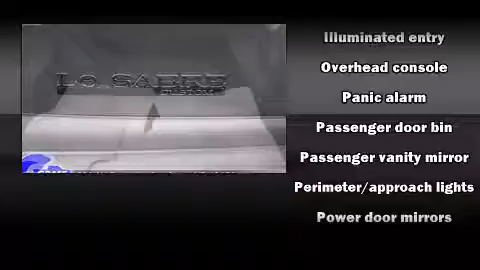 LeSABRE
CUSTOM
Illuminated entry
Overhead console
Panic alarm
Passenger door bin
Passenger vanity mirror
Perimeter/approach lights
Power door mirrors